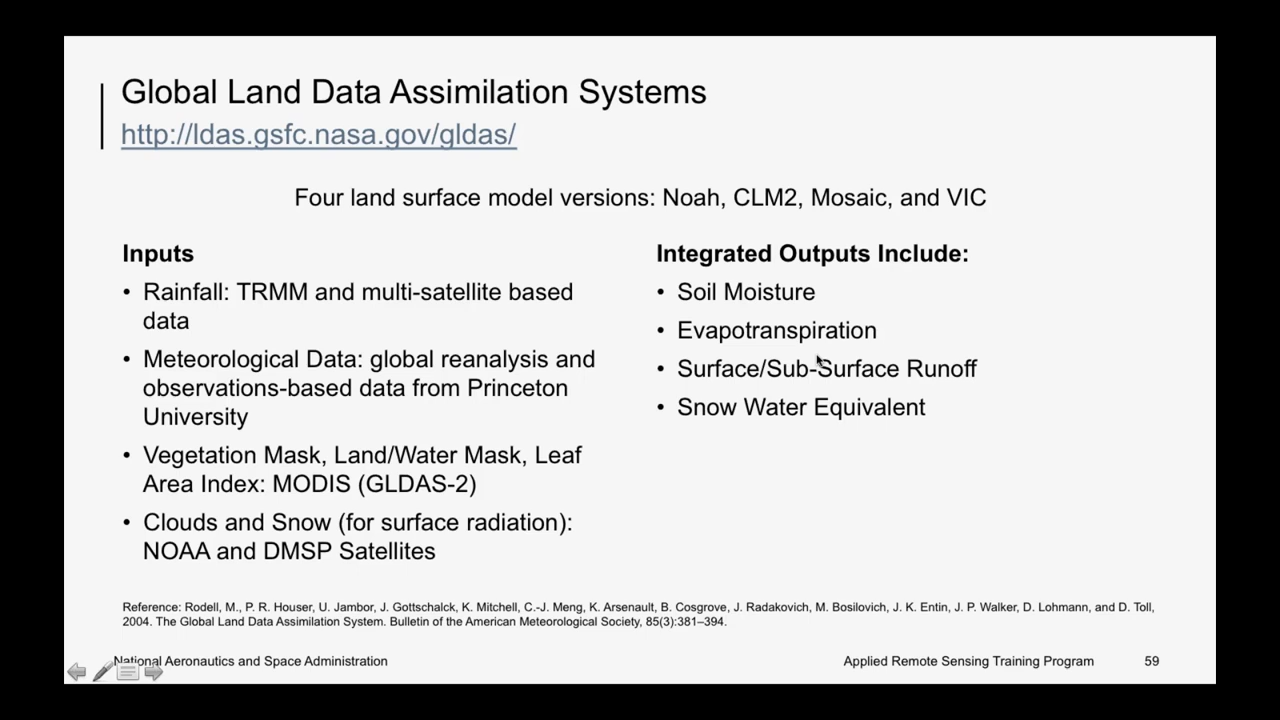 Global Land Data Assimilation Systems
http://ldas.gsfc.nasa.gov/gldas/
Four land surface model versions: Noah, CLM2, Mosaic, and VIC
Inputs
• Rainfall: TRMM and multi-satellite based
data
• Meteorological Data: global reanalysis and
observations-based data from Princeton
University
• Vegetation Mask, Land/Water Mask, Leaf
Area Index: MODIS (GLDAS-2)
• Clouds and Snow (for surface radiation):
NOAA and DMSP Satellites
Integrated Outputs Include:
• Soil Moisture
• Evapotranspiration
• Surface/Sub-Surface Runoff
• Snow Water Equivalent
Reference: Rodell, M., P. R. Houser, U. Jambor, J. Gottschalck, K. Mitchell, C.-J. Meng, K. Arsenault, B. Cosgrove, J. Radakovich, M. Bosilovich, J. K. Entin, J. P. Walker, D. Lohmann, and D. Toll,
2004. The Global Land Data Assimilation System. Bulletin of the American Meteorological Society, 85(3):381–394.
National Aeronautics and Space Administration
Applied Remote Sensing Training Program
59